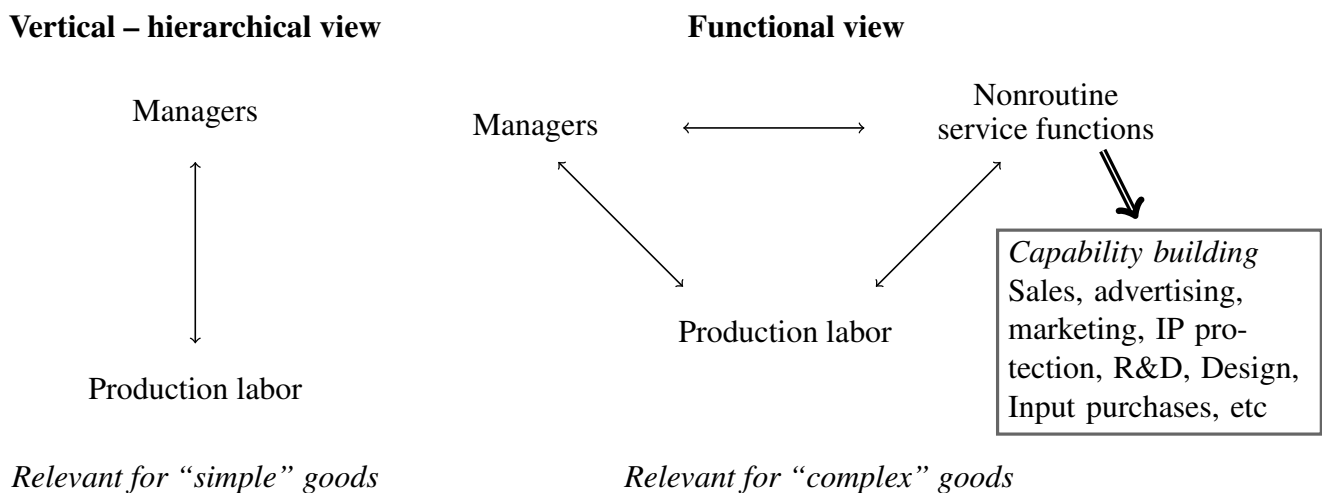 Vertical – hierarchical view
Managers
Production labor
Relevant for “simple” goods
Functional view
Managers
Nonroutine
service functions
Production labor
Capability building
Sales, advertising,
marketing, IP pro-
tection, R&D, Design,
Input purchases, etc
Relevant for “complex” goods